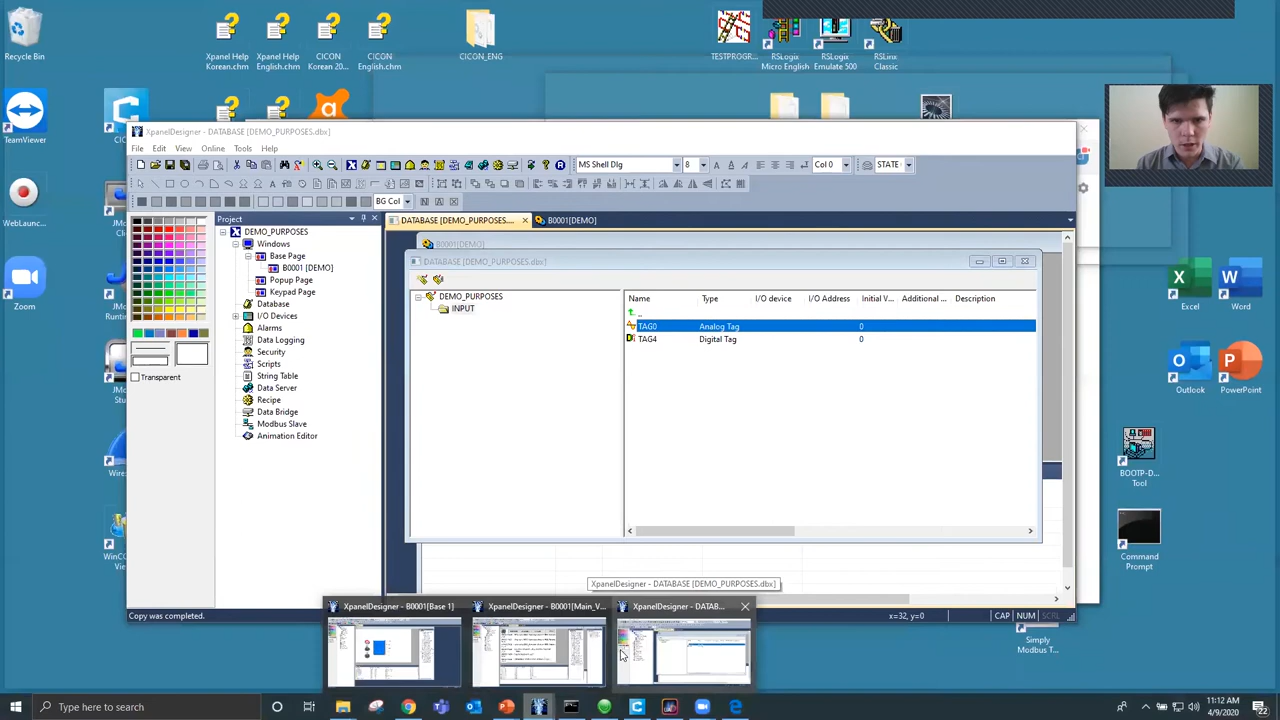 Recycle Bin
Xpanel Help
Korean.chm
Xpanel Help
English.chm
CICON
Korean 20...
CICON
English.chm
CICON_ENG
TESTPROGR...
RSLogix
Micro English
RSLogix
Emulate 500
RSLinx
Classic
TeamViewer
XpanelDesigner - DATABASE [DEMO_PURPOSES.dbx]
File Edit View Online Tools Help
MS Shell Dlg 8 Col 0 STATE
BG Col
Project
DATABASE [DEMO_PURPOSES....
B0001[DEMO]
DEMO_PURPOSES
Windows
Base Page
B0001 [DEMO]
Popup Page
Keypad Page
Database
I/O Devices
Alarms
Data Logging
Security
Scripts
String Table
Data Server
Recipe
Data Bridge
Modbus Slave
Animation Editor
Transparent
B0001[DEMO]
DATABASE [DEMO_PURPOSES.dbx]
DEMO_PURPOSES
INPUT
Name Type I/O device I/O Address Initial V... Additional ... Description
..
TAG0 Analog Tag 0
TAG4 Digital Tag 0
WebLaunc...
Zoom
Excel
Word
Outlook
PowerPoint
BOOTP-D...
Tool
Command
Prompt
Simply
Modbus T...
XpanelDesigner - DATABASE [DEMO_PURPOSES.dbx]
XpanelDesigner - B0001[Base 1]
XpanelDesigner - B0001[Main_V...
XpanelDesigner - DATAB...
Copy was completed.
x=32, y=0
CAP NUM SCRL
Type here to search
11:12 AM
4/9/2020
22